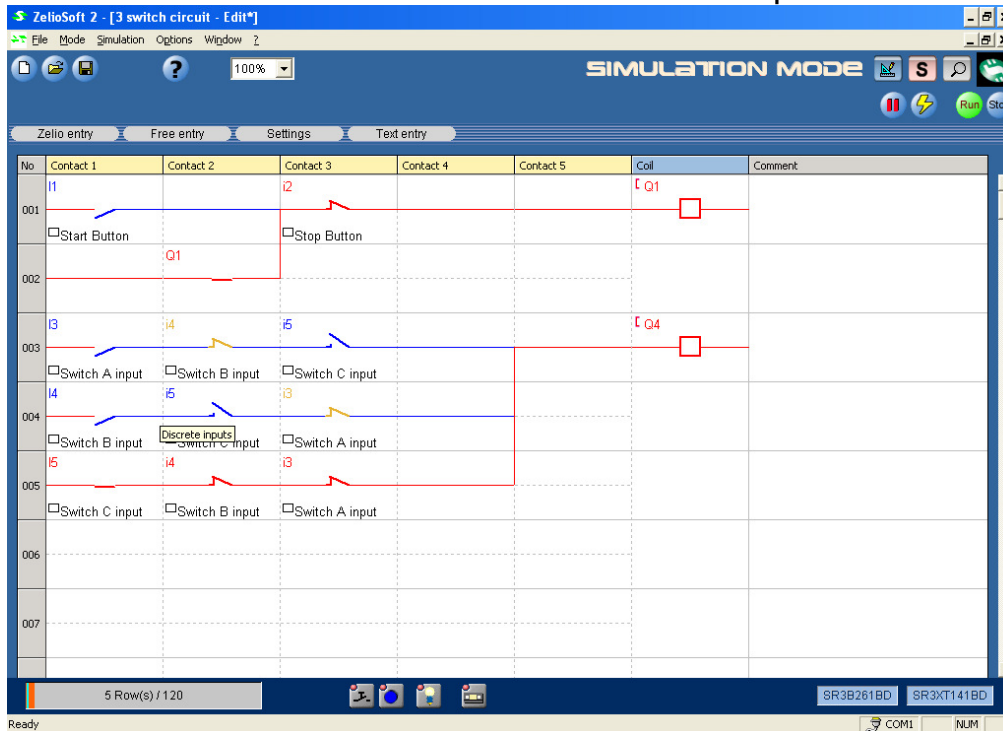 ZelioSoft 2 - [3 switch circuit - Edit*]
File Mode Simulation Options Window ?
100%
SIMULATION MODE
S
Run
Zelio entry Free entry Settings Text entry
No Contact 1 Contact 2 Contact 3 Contact 4 Contact 5 Coil Comment
I1 i2 [ Q1
001
Start Button Stop Button
Q1
002
I3 i4 i5 [ Q4
003
Switch A input Switch B input Switch C input
I4 i5 i3
004
Discrete inputs
Switch B input Switch C input Switch A input
I5 i4 i3
005
Switch C input Switch B input Switch A input
006
007
5 Row(s) / 120
SR3B261BD SR3XT141BD
Ready COM1 NUM